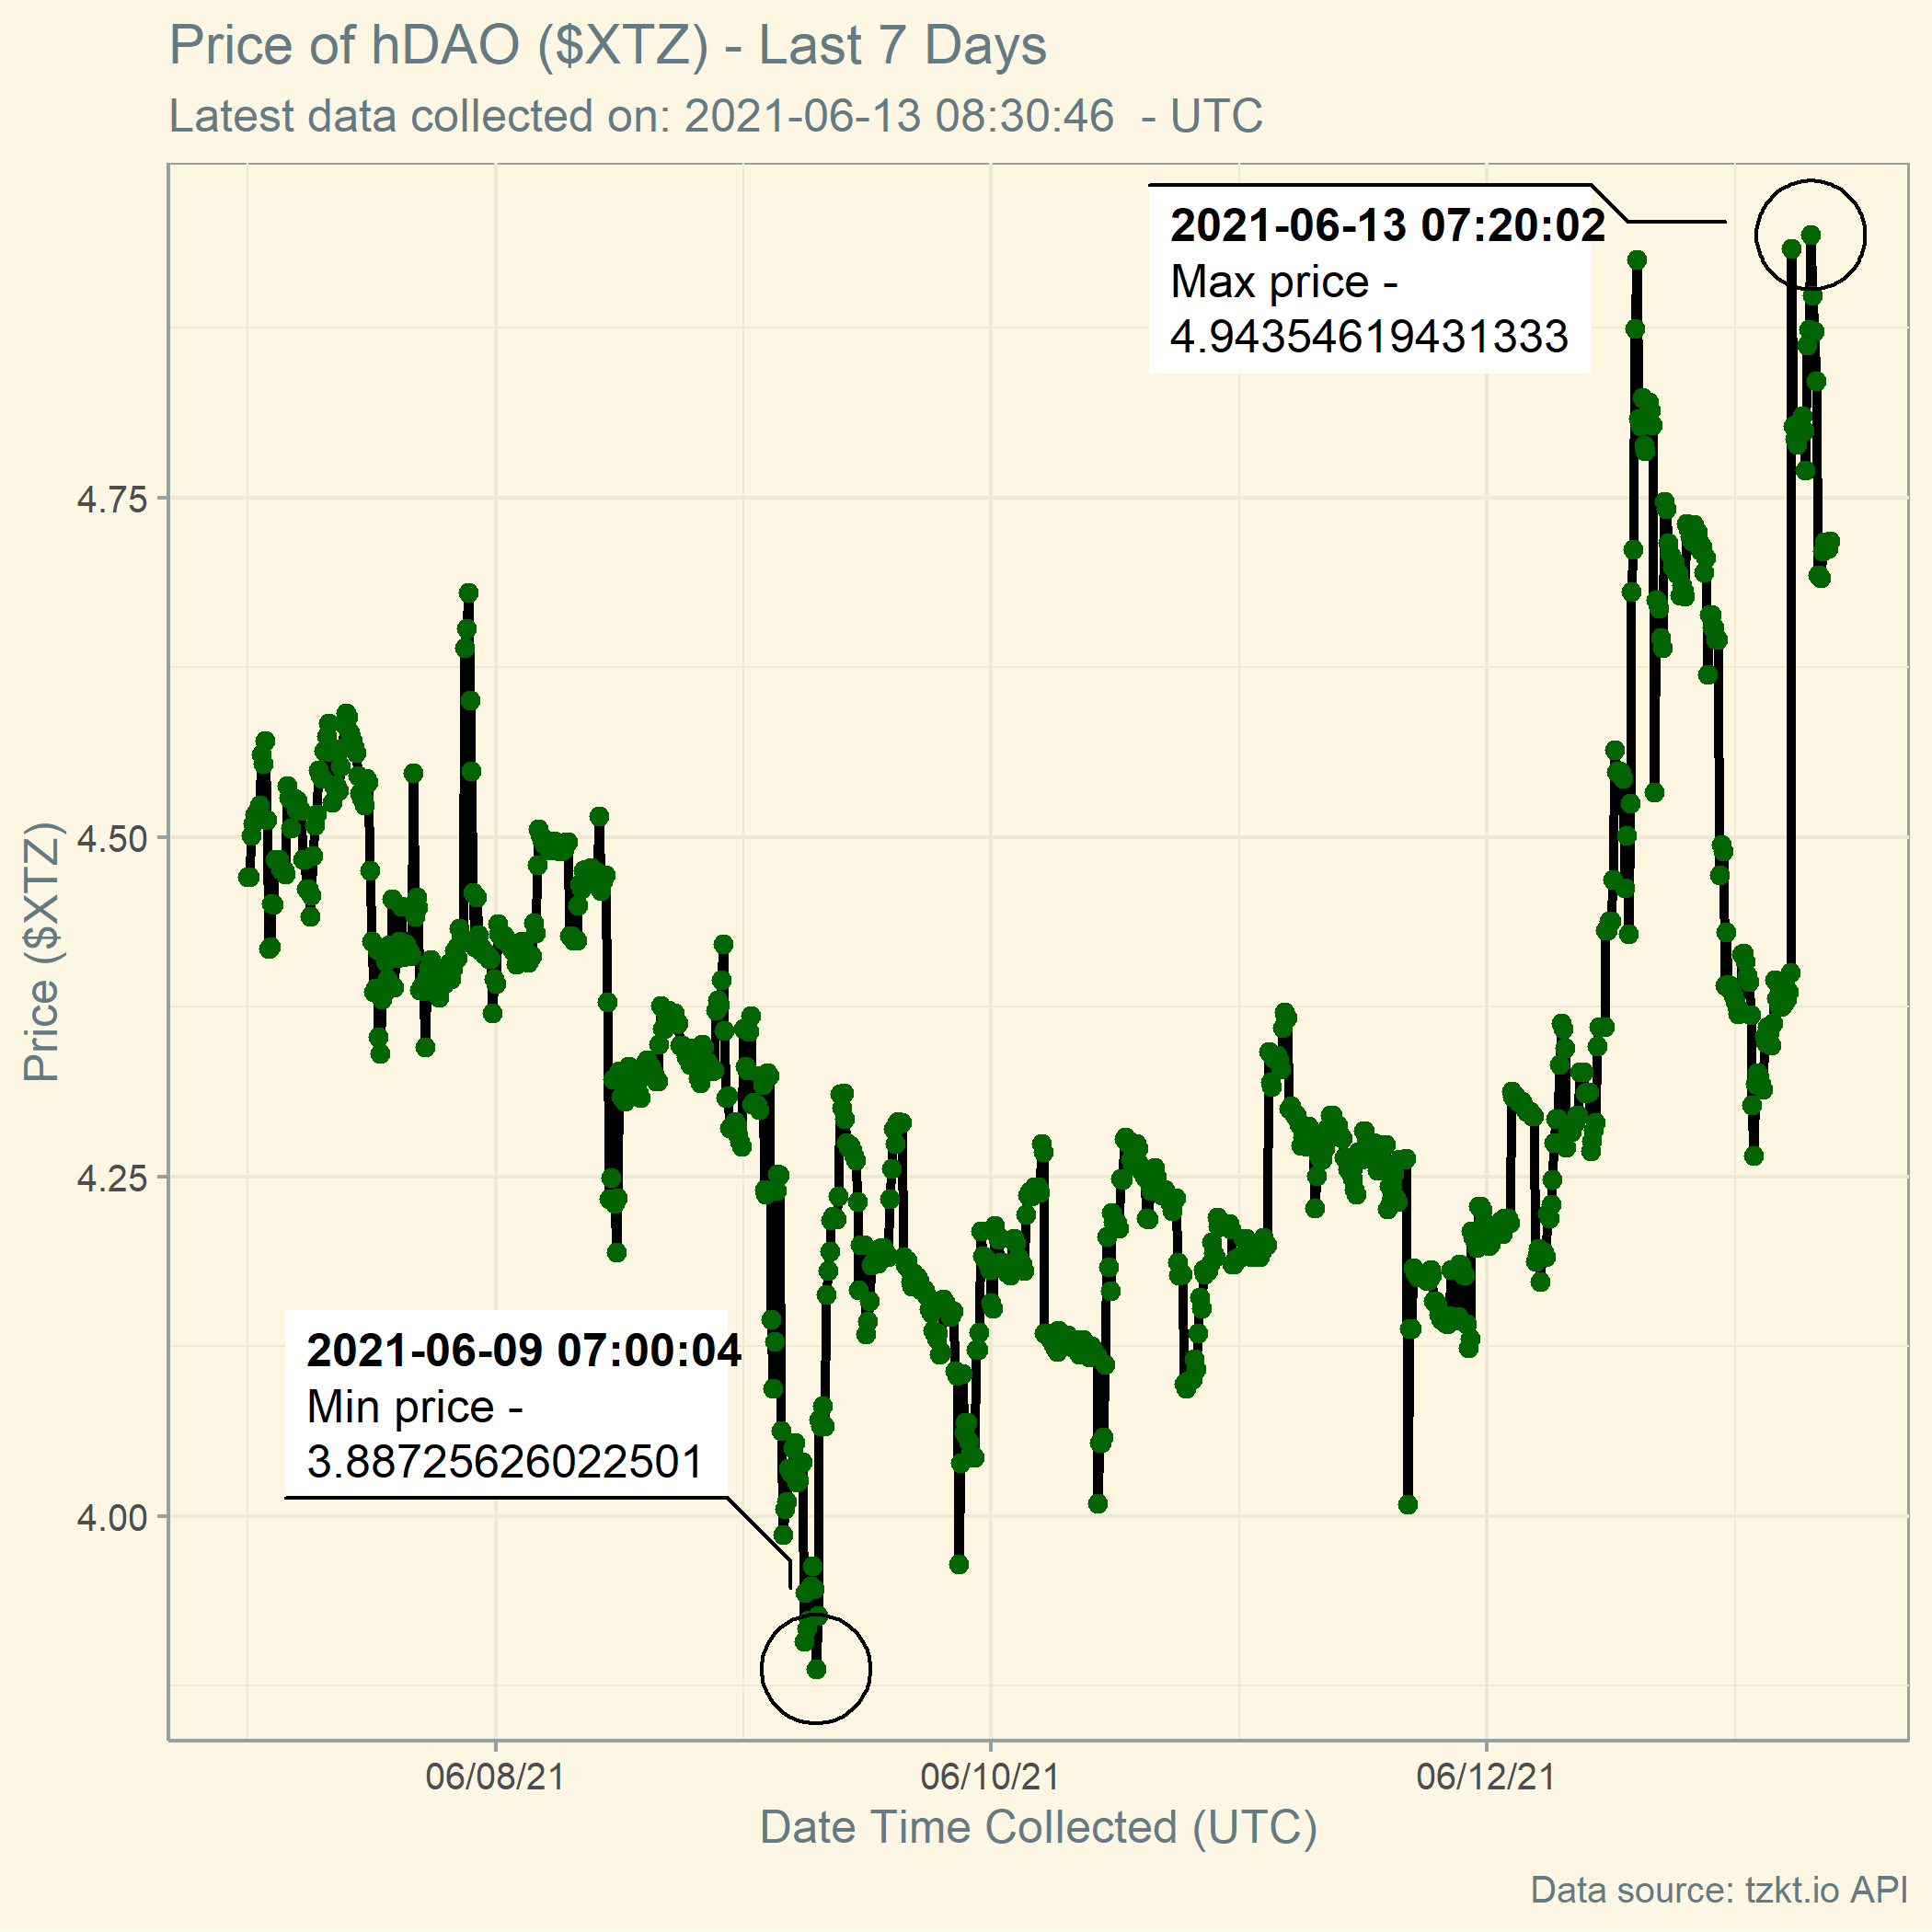 Price of hDAO ($XTZ) - Last 7 Days
Latest data collected on: 2021-06-13 08:30:46  - UTC
2021-06-13 07:20:02
Max price -
4.94354619431333
4.75
4.50
4.25
4.00
Price ($XTZ)
2021-06-09 07:00:04
Min price -
3.88725626022501
06/08/21
06/10/21
06/12/21
Date Time Collected (UTC)
Data source: tzkt.io API